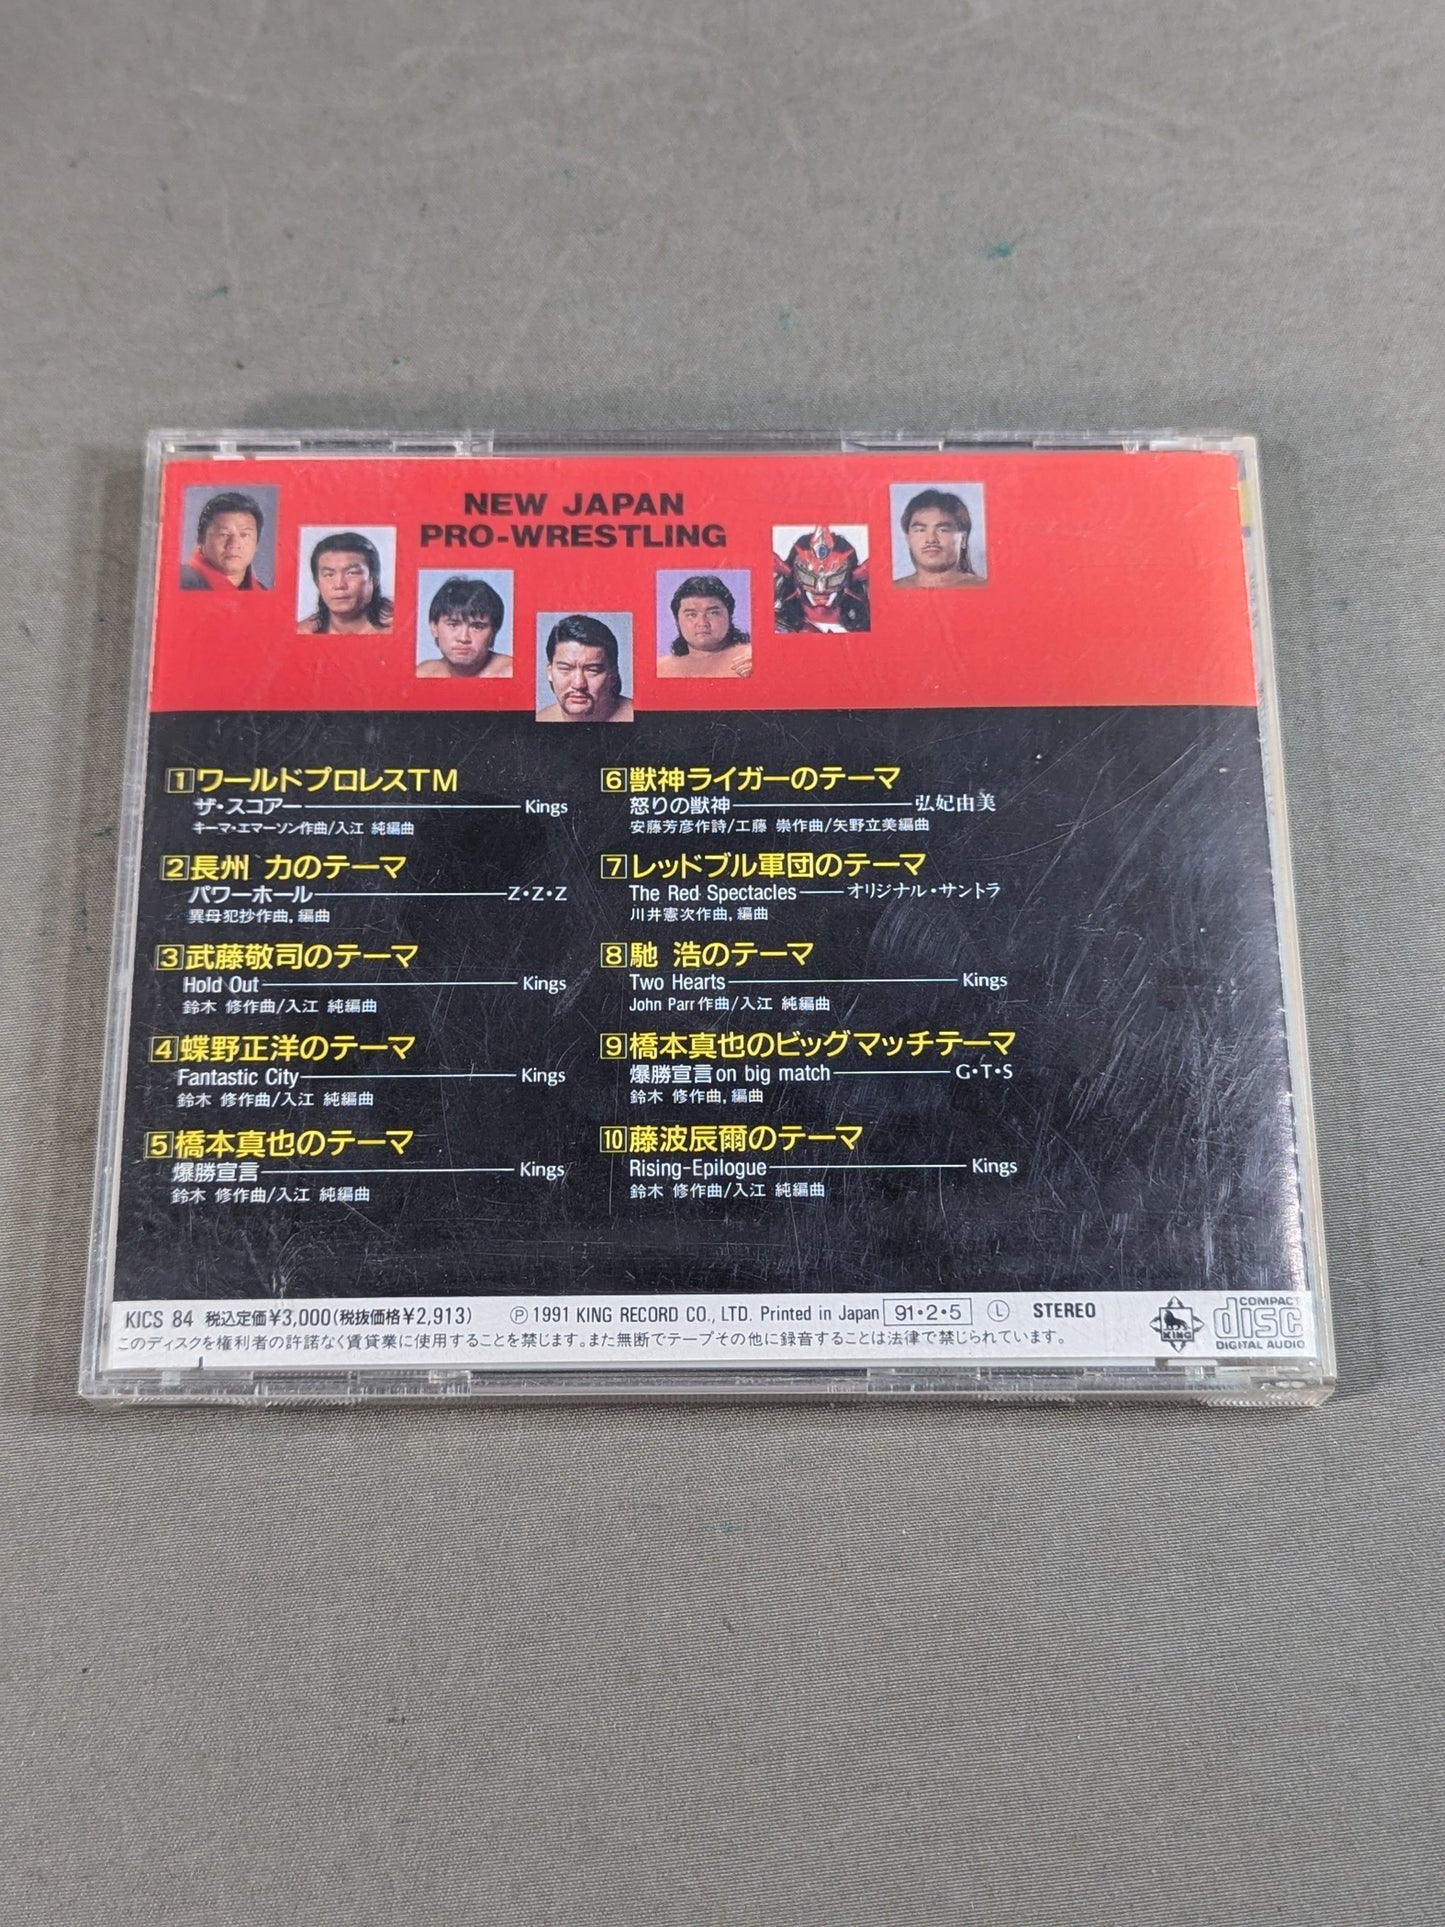 NEW JAPAN
PRO-WRESTLING
1 ワールドプロレスTM
ザ・スコアー Kings
キーマ・エマーソン作曲/入江 純編曲
2 長州 力のテーマ
パワーホール Z・Z・Z
異母犯抄作曲, 編曲
3 武藤敬司のテーマ
Hold Out Kings
鈴木 修作曲/入江 純編曲
4 蝶野正洋のテーマ
Fantastic City Kings
鈴木 修作曲/入江 純編曲
5 橋本真也のテーマ
爆勝宣言 Kings
鈴木 修作曲/入江 純編曲
6 獣神ライガーのテーマ
怒りの獣神 弘妃由美
安藤芳彦作詩/工藤 崇作曲/矢野立美編曲
7 レッドブル軍団のテーマ
The Red Spectacles オリジナル・サントラ
川井憲次作曲, 編曲
8 馳 浩のテーマ
Two Hearts Kings
John Parr作曲/入江 純編曲
9 橋本真也のビッグマッチテーマ
爆勝宣言on big match G・T・S
鈴木 修作曲, 編曲
10 藤波辰爾のテーマ
Rising-Epilogue Kings
鈴木 修作曲/入江 純編曲
KICS 84 税込定価¥3,000(税抜価格¥2,913) Ⓟ1991 KING RECORD CO., LTD. Printed in Japan 91・2・5 Ⓛ STEREO
このディスクを権利者の許諾なく賃貸業に使用することを禁じます。また無断でテープその他に録音することは法律で禁じられています。
KING
COMPACT
disc
DIGITAL AUDIO